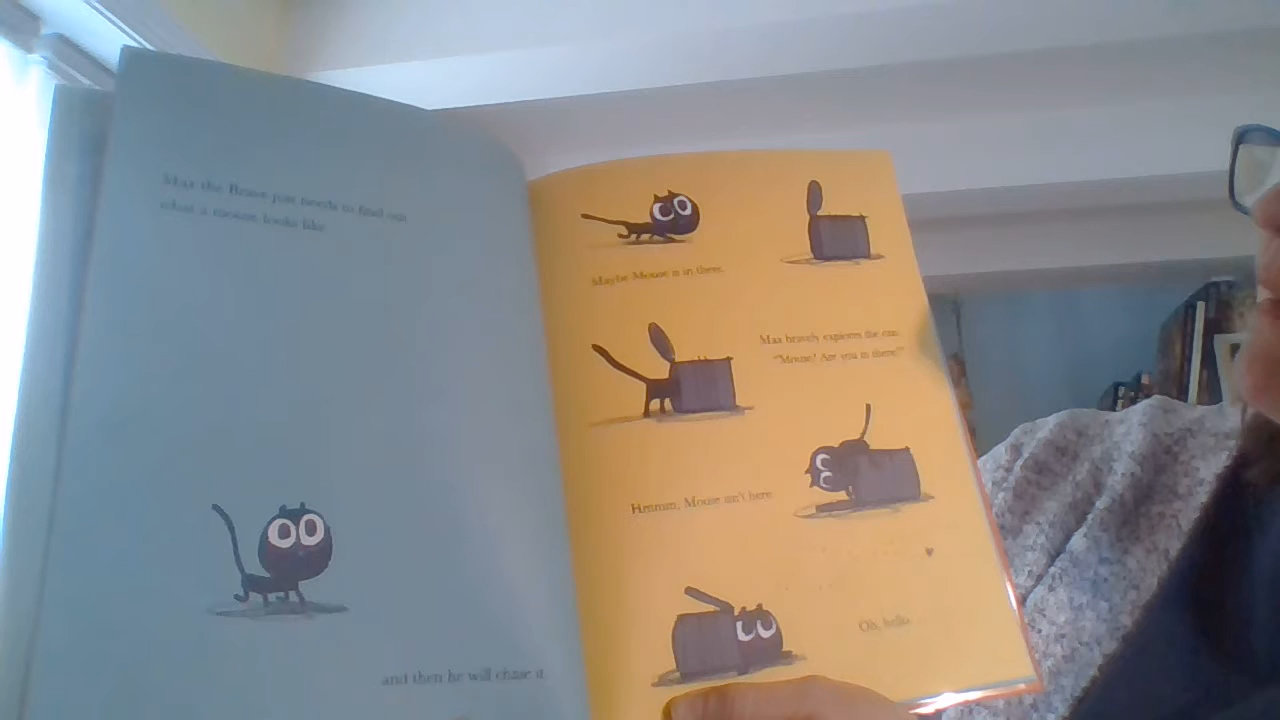 Max the Brave just needs to find out
what a mouse looks like
and then he will chase it.
Maybe Mouse is in there.
Max bravely explores the can.
"Mouse! Are you in there?"
Hmmm, Mouse isn't here.
Oh, hello